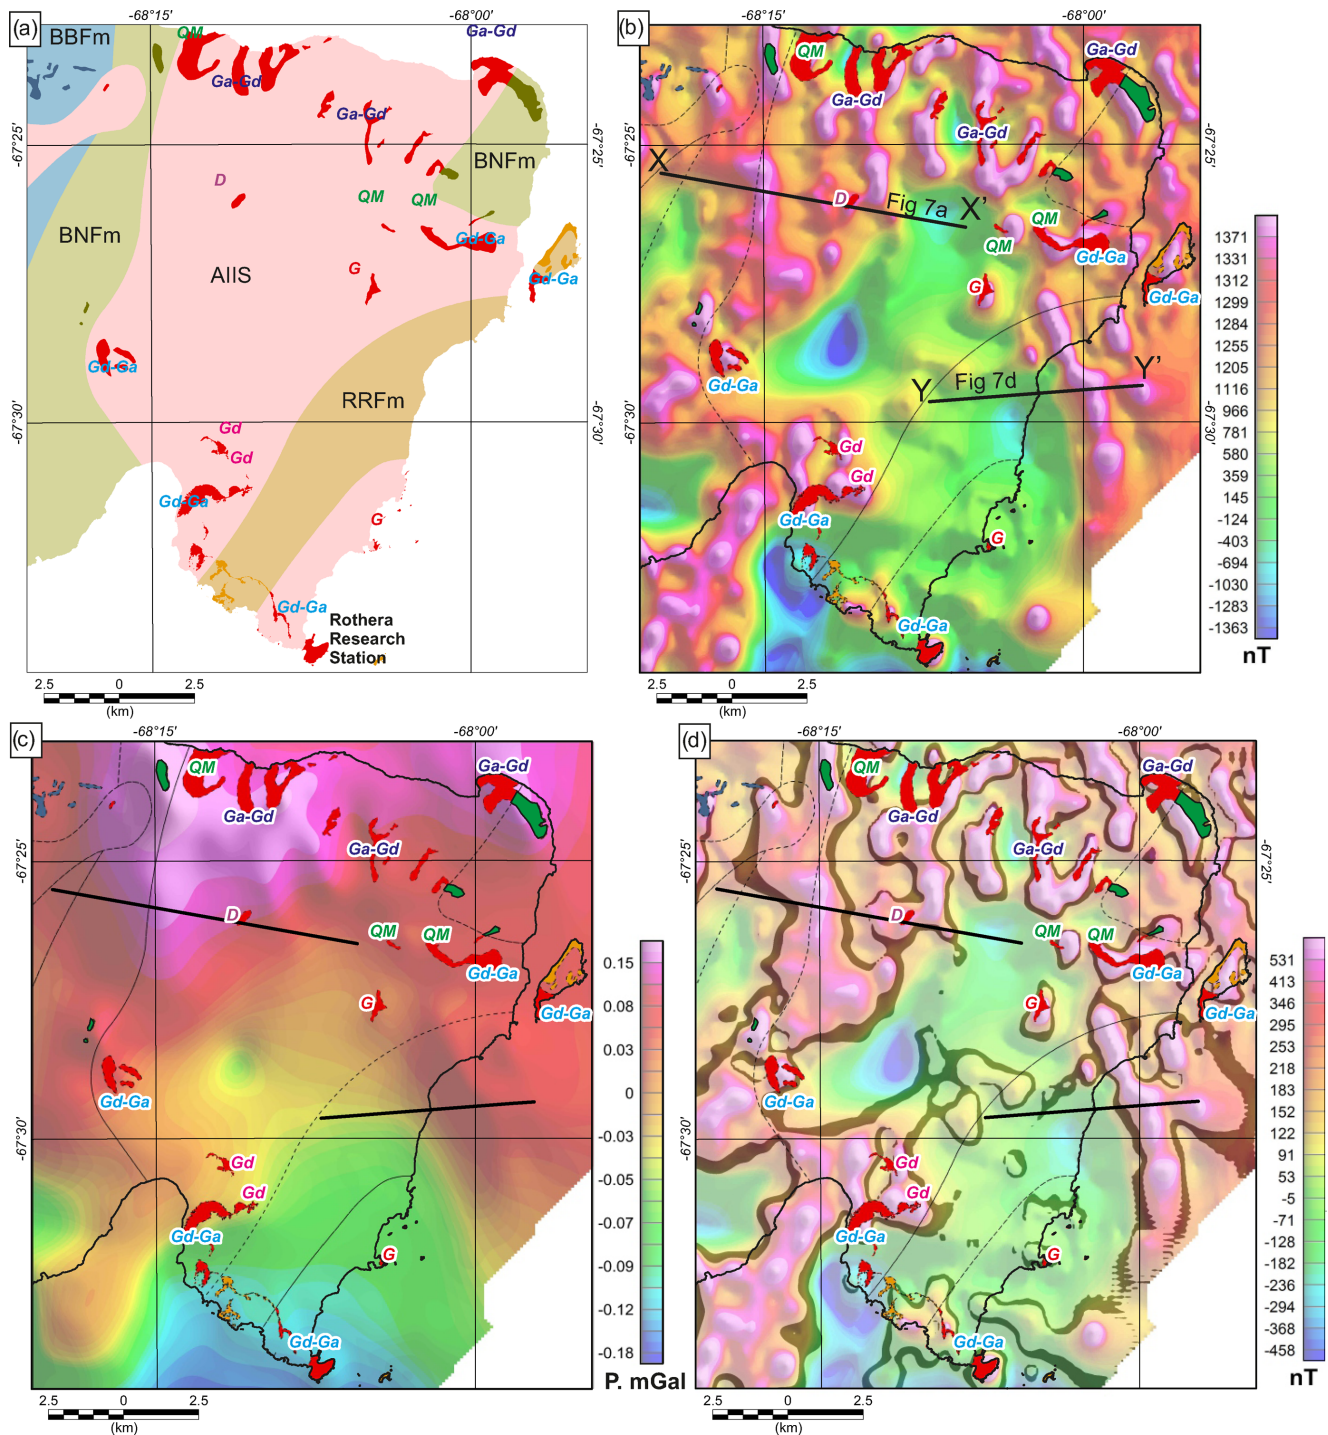 (a)
-68°15'
-68°00'
BBFm
QM
Ga-Gd
Ga-Gd
Ga-Gd
-67°25'
-67°25'
BNFm
D
QM
QM
BNFm
Gd-Ga
AIIS
G
Gd-Ga
Gd-Ga
RRFm
-67°30'
-67°30'
Gd
Gd
Gd-Ga
G
Gd-Ga
Rothera
Research
Station
2.5 0 2.5
(km)
(b)
-68°15'
-68°00'
QM
Ga-Gd
Ga-Gd
Ga-Gd
-67°25'
-67°25'
X
D
Fig 7a
X'
QM
QM
Gd-Ga
G
Gd-Ga
Gd-Ga
Y
Fig 7d
Y'
-67°30'
-67°30'
Gd
Gd
Gd-Ga
G
Gd-Ga
1371
1331
1312
1299
1284
1255
1205
1116
966
781
580
359
145
-124
-403
-694
-1030
-1283
-1363
nT
2.5 0 2.5
(km)
(c)
-68°15'
-68°00'
QM
Ga-Gd
Ga-Gd
Ga-Gd
-67°25'
D
QM
QM
Gd-Ga
G
Gd-Ga
Gd-Ga
-67°30'
Gd
Gd
Gd-Ga
G
Gd-Ga
0.15
0.08
0.03
0
-0.03
-0.05
-0.07
-0.09
-0.12
-0.18
P. mGal
2.5 0 2.5
(km)
(d)
-68°15'
-68°00'
QM
Ga-Gd
Ga-Gd
Ga-Gd
-67°25'
D
QM
QM
Gd-Ga
G
Gd-Ga
Gd-Ga
-67°30'
Gd
Gd
Gd-Ga
G
Gd-Ga
531
413
346
295
253
218
183
152
122
91
53
-5
-71
-128
-182
-236
-294
-368
-458
nT
2.5 0 2.5
(km)